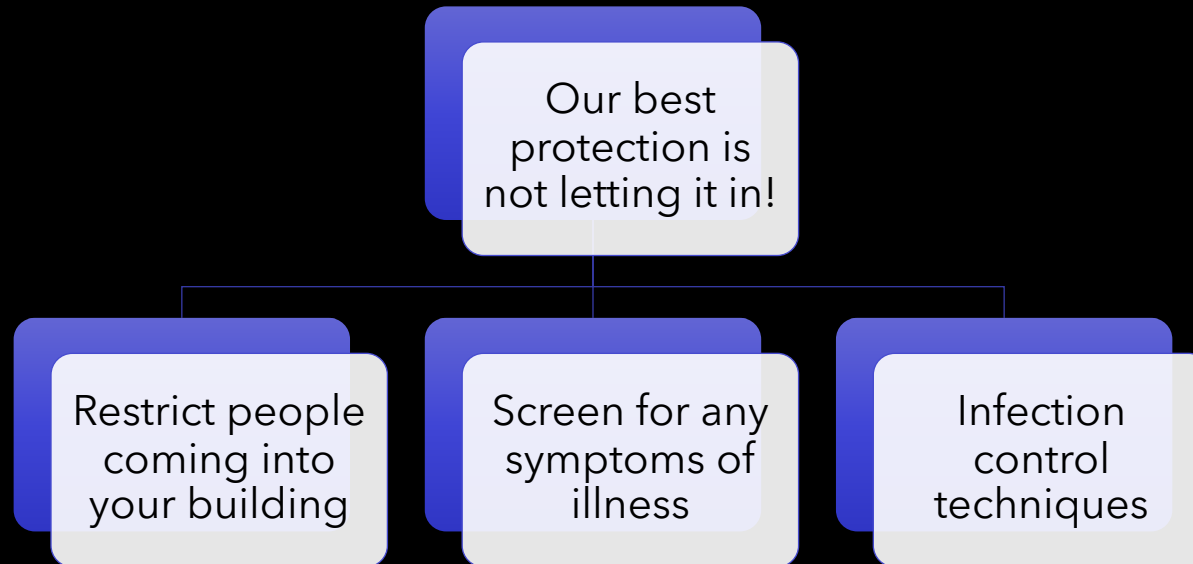 Our best
protection is
not letting it in!
Restrict people
coming into
your building
Screen for any
symptoms of
illness
Infection
control
techniques